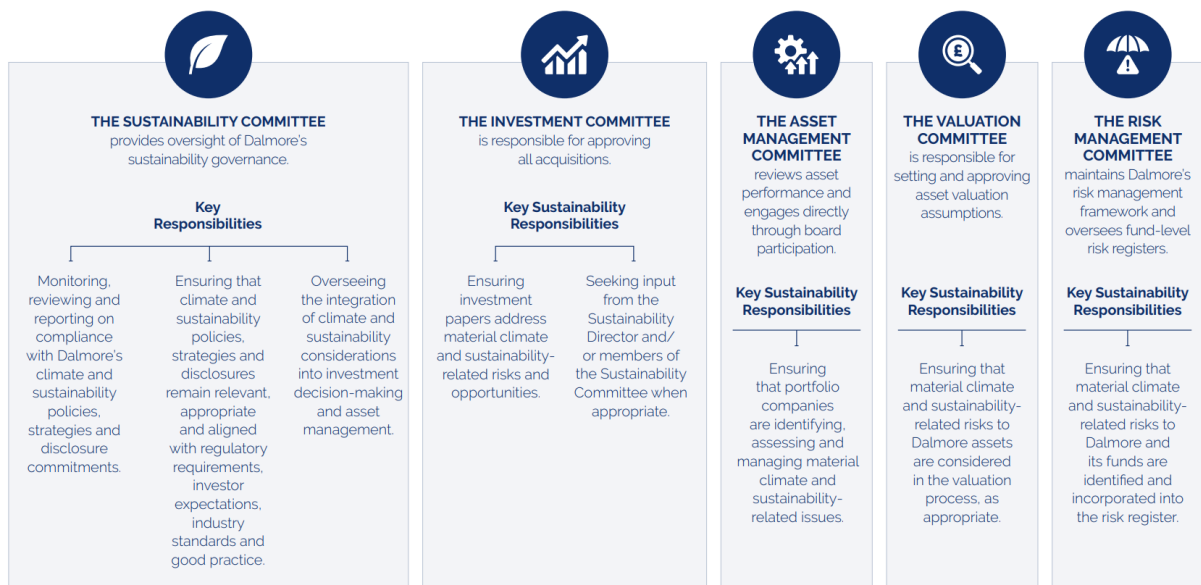 THE SUSTAINABILITY COMMITTEE
provides oversight of Dalmore's
sustainability governance.
Key
Responsibilities
Monitoring,
reviewing and
reporting on
compliance
with Dalmore's
climate and
sustainability
policies,
strategies and
disclosure
commitments.
Ensuring that
climate and
sustainability
policies,
strategies and
disclosures
remain relevant,
appropriate
and aligned
with regulatory
requirements,
investor
expectations,
industry
standards and
good practice.
Overseeing
the integration
of climate and
sustainability
considerations
into investment
decision-making
and asset
management.
THE INVESTMENT COMMITTEE
is responsible for approving
all acquisitions.
Key Sustainability
Responsibilities
Ensuring
investment
papers address
material climate
and sustainability-
related risks and
opportunities.
Seeking input
from the
Sustainability
Director and/
or members of
the Sustainability
Committee when
appropriate.
THE ASSET
MANAGEMENT
COMMITTEE
reviews asset
performance and
engages directly
through board
participation.
Key Sustainability
Responsibilities
Ensuring
that portfolio
companies
are identifying,
assessing and
managing material
climate and
sustainability-
related issues.
£
THE VALUATION
COMMITTEE
is responsible for
setting and approving
asset valuation
assumptions.
Key Sustainability
Responsibilities
Ensuring that
material climate
and sustainability-
related risks to
Dalmore assets
are considered
in the valuation
process, as
appropriate.
THE RISK
MANAGEMENT
COMMITTEE
maintains Dalmore's
risk management
framework and
oversees fund-level
risk registers.
Key Sustainability
Responsibilities
Ensuring that
material climate
and sustainability-
related risks to
Dalmore and
its funds are
identified and
incorporated into
the risk register.